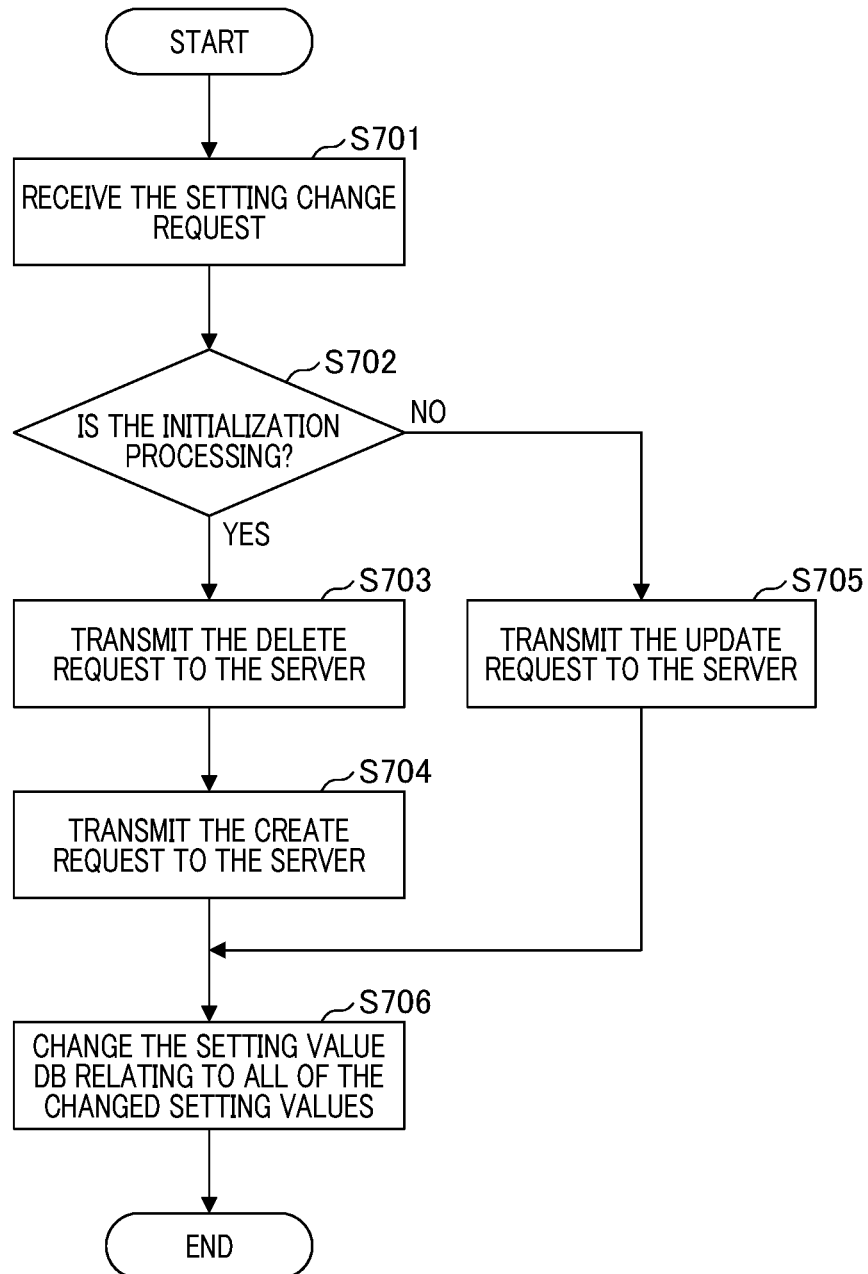 START
S701
RECEIVE THE SETTING CHANGE
REQUEST
S702
IS THE INITIALIZATION
PROCESSING?
NO
YES
S703
TRANSMIT THE DELETE
REQUEST TO THE SERVER
S705
TRANSMIT THE UPDATE
REQUEST TO THE SERVER
S704
TRANSMIT THE CREATE
REQUEST TO THE SERVER
S706
CHANGE THE SETTING VALUE
DB RELATING TO ALL OF THE
CHANGED SETTING VALUES
END